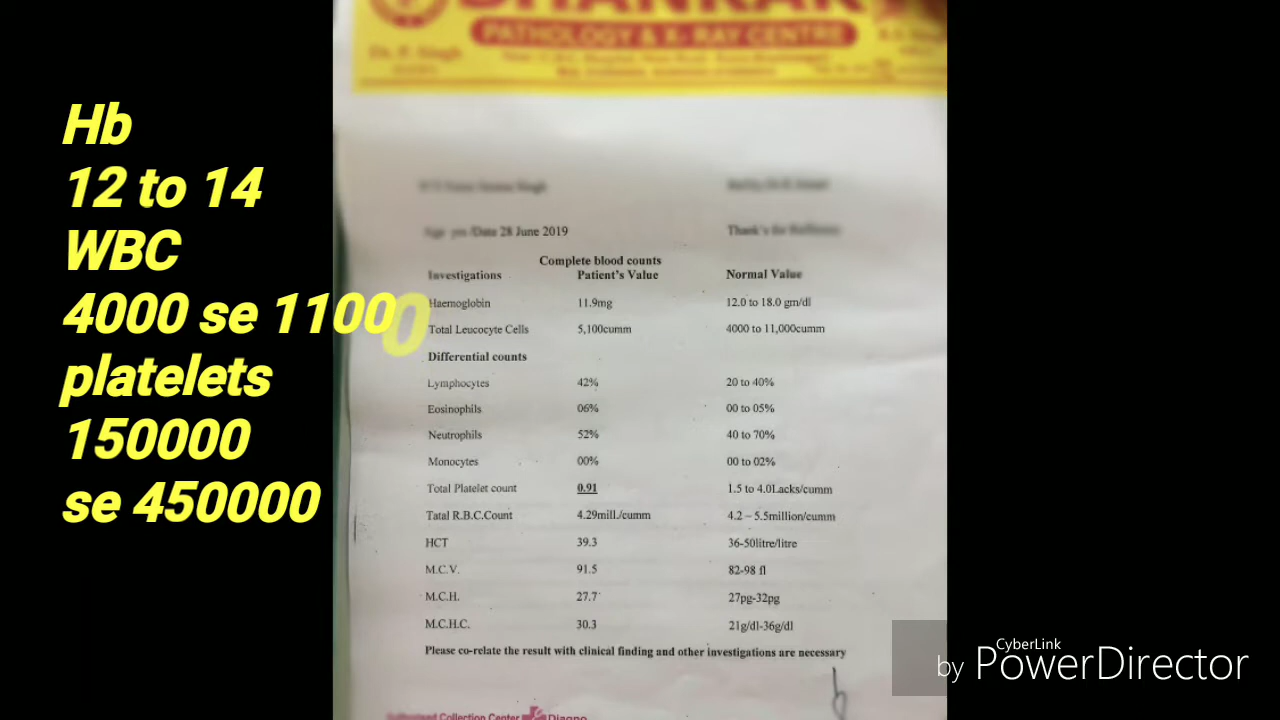 Hb
12 to 14
WBC
4000 se 11000
platelets
150000
se 450000
PATHOLOGY & X- RAY CENTRE
Date 28 June 2019
Complete blood counts
Investigations Patient's Value Normal Value
Haemoglobin 11.9mg 12.0 to 18.0 gm/dl
Total Leucocyte Cells 5,100cumm 4000 to 11,000cumm
Differential counts
Lymphocytes 42% 20 to 40%
Eosinophils 06% 00 to 05%
Neutrophils 52% 40 to 70%
Monocytes 00% 00 to 02%
Total Platelet count 0.91 1.5 to 4.0Lacks/cumm
Tatal R.B.C.Count 4.29mill./cumm 4.2 – 5.5million/cumm
HCT 39.3 36-50litre/litre
M.C.V. 91.5 82-98 fl
M.C.H. 27.7 27pg-32pg
M.C.H.C. 30.3 21g/dl-36g/dl
Please co-relate the result with clinical finding and other investigations are necessary
Collection Center Diagno
by CyberLink PowerDirector